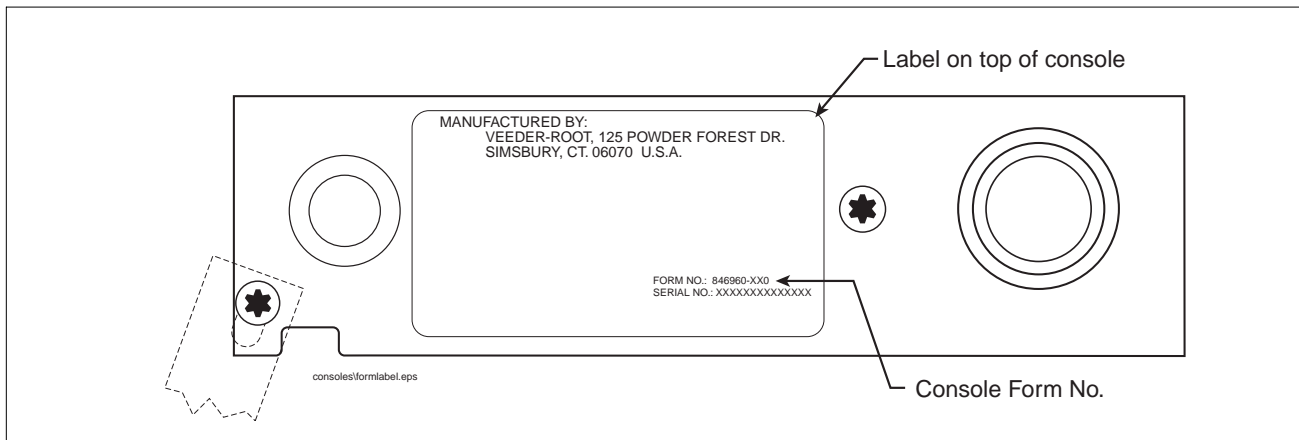 Label on top of console
MANUFACTURED BY:
VEEDER-ROOT, 125 POWDER FOREST DR.
SIMSBURY, CT. 06070 U.S.A.
FORM NO.: 846960-XX0
SERIAL NO.: XXXXXXXXXXXXXX
consoles\formlabel.eps
Console Form No.